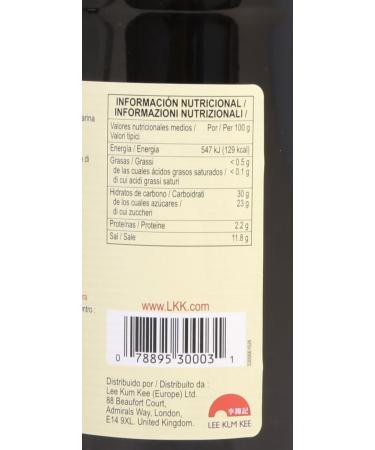 INFORMACIÓN NUTRICIONAL /
INFORMAZIONI NUTRIZIONALI /
Valores nutricionales medios / Por / Per 100 g
Valori tipici
Energía / Energia 547 kJ (129 kcal)
Grasas / Grassi < 0.5 g
de las cuales ácidos grasos saturados / < 0.1 g
di cui acidi grassi saturi
Hidratos de carbono / Carboidrati 30 g
de los cuales azúcares / 23 g
di cui zuccheri
Proteínas / Proteine 2.2 g
Sal / Sale 11.8 g
arina
di
ra
entro :
www.LKK.com
0 78895 30003 1
Distribuido por / Distribuito da :
Lee Kum Kee (Europe) Ltd.
88 Beaufort Court,
Admirals Way, London,
E14 9XL. United Kingdom.
李錦記
LEE KUM KEE